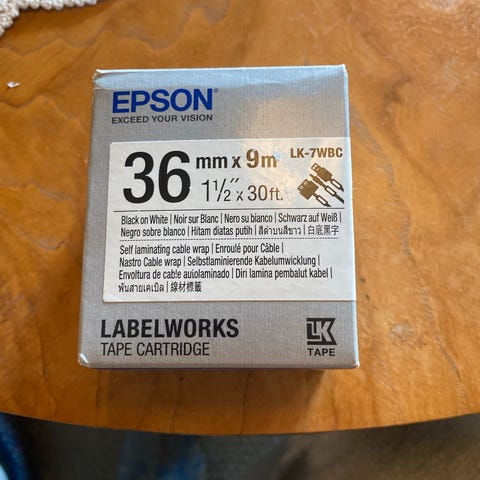 EPSON
EXCEED YOUR VISION
36 mm x 9m LK-7WBC
1 1/2" x 30ft.
Black on White | Noir sur Blanc | Nero su bianco | Schwarz auf Weiß |
Negro sobre blanco | Hitam diatas putih | สีดำบนสีขาว | 白底黑字
Self laminating cable wrap | Enroulé pour Câble |
Nastro Cable wrap | Selbstlaminierende Kabelumwicklung |
Envoltura de cable auiolaminado | Diri lamina pembalut kabel |
พันสายเคเบิล | 線材標籤
LABELWORKS
TAPE CARTRIDGE
LK
TAPE